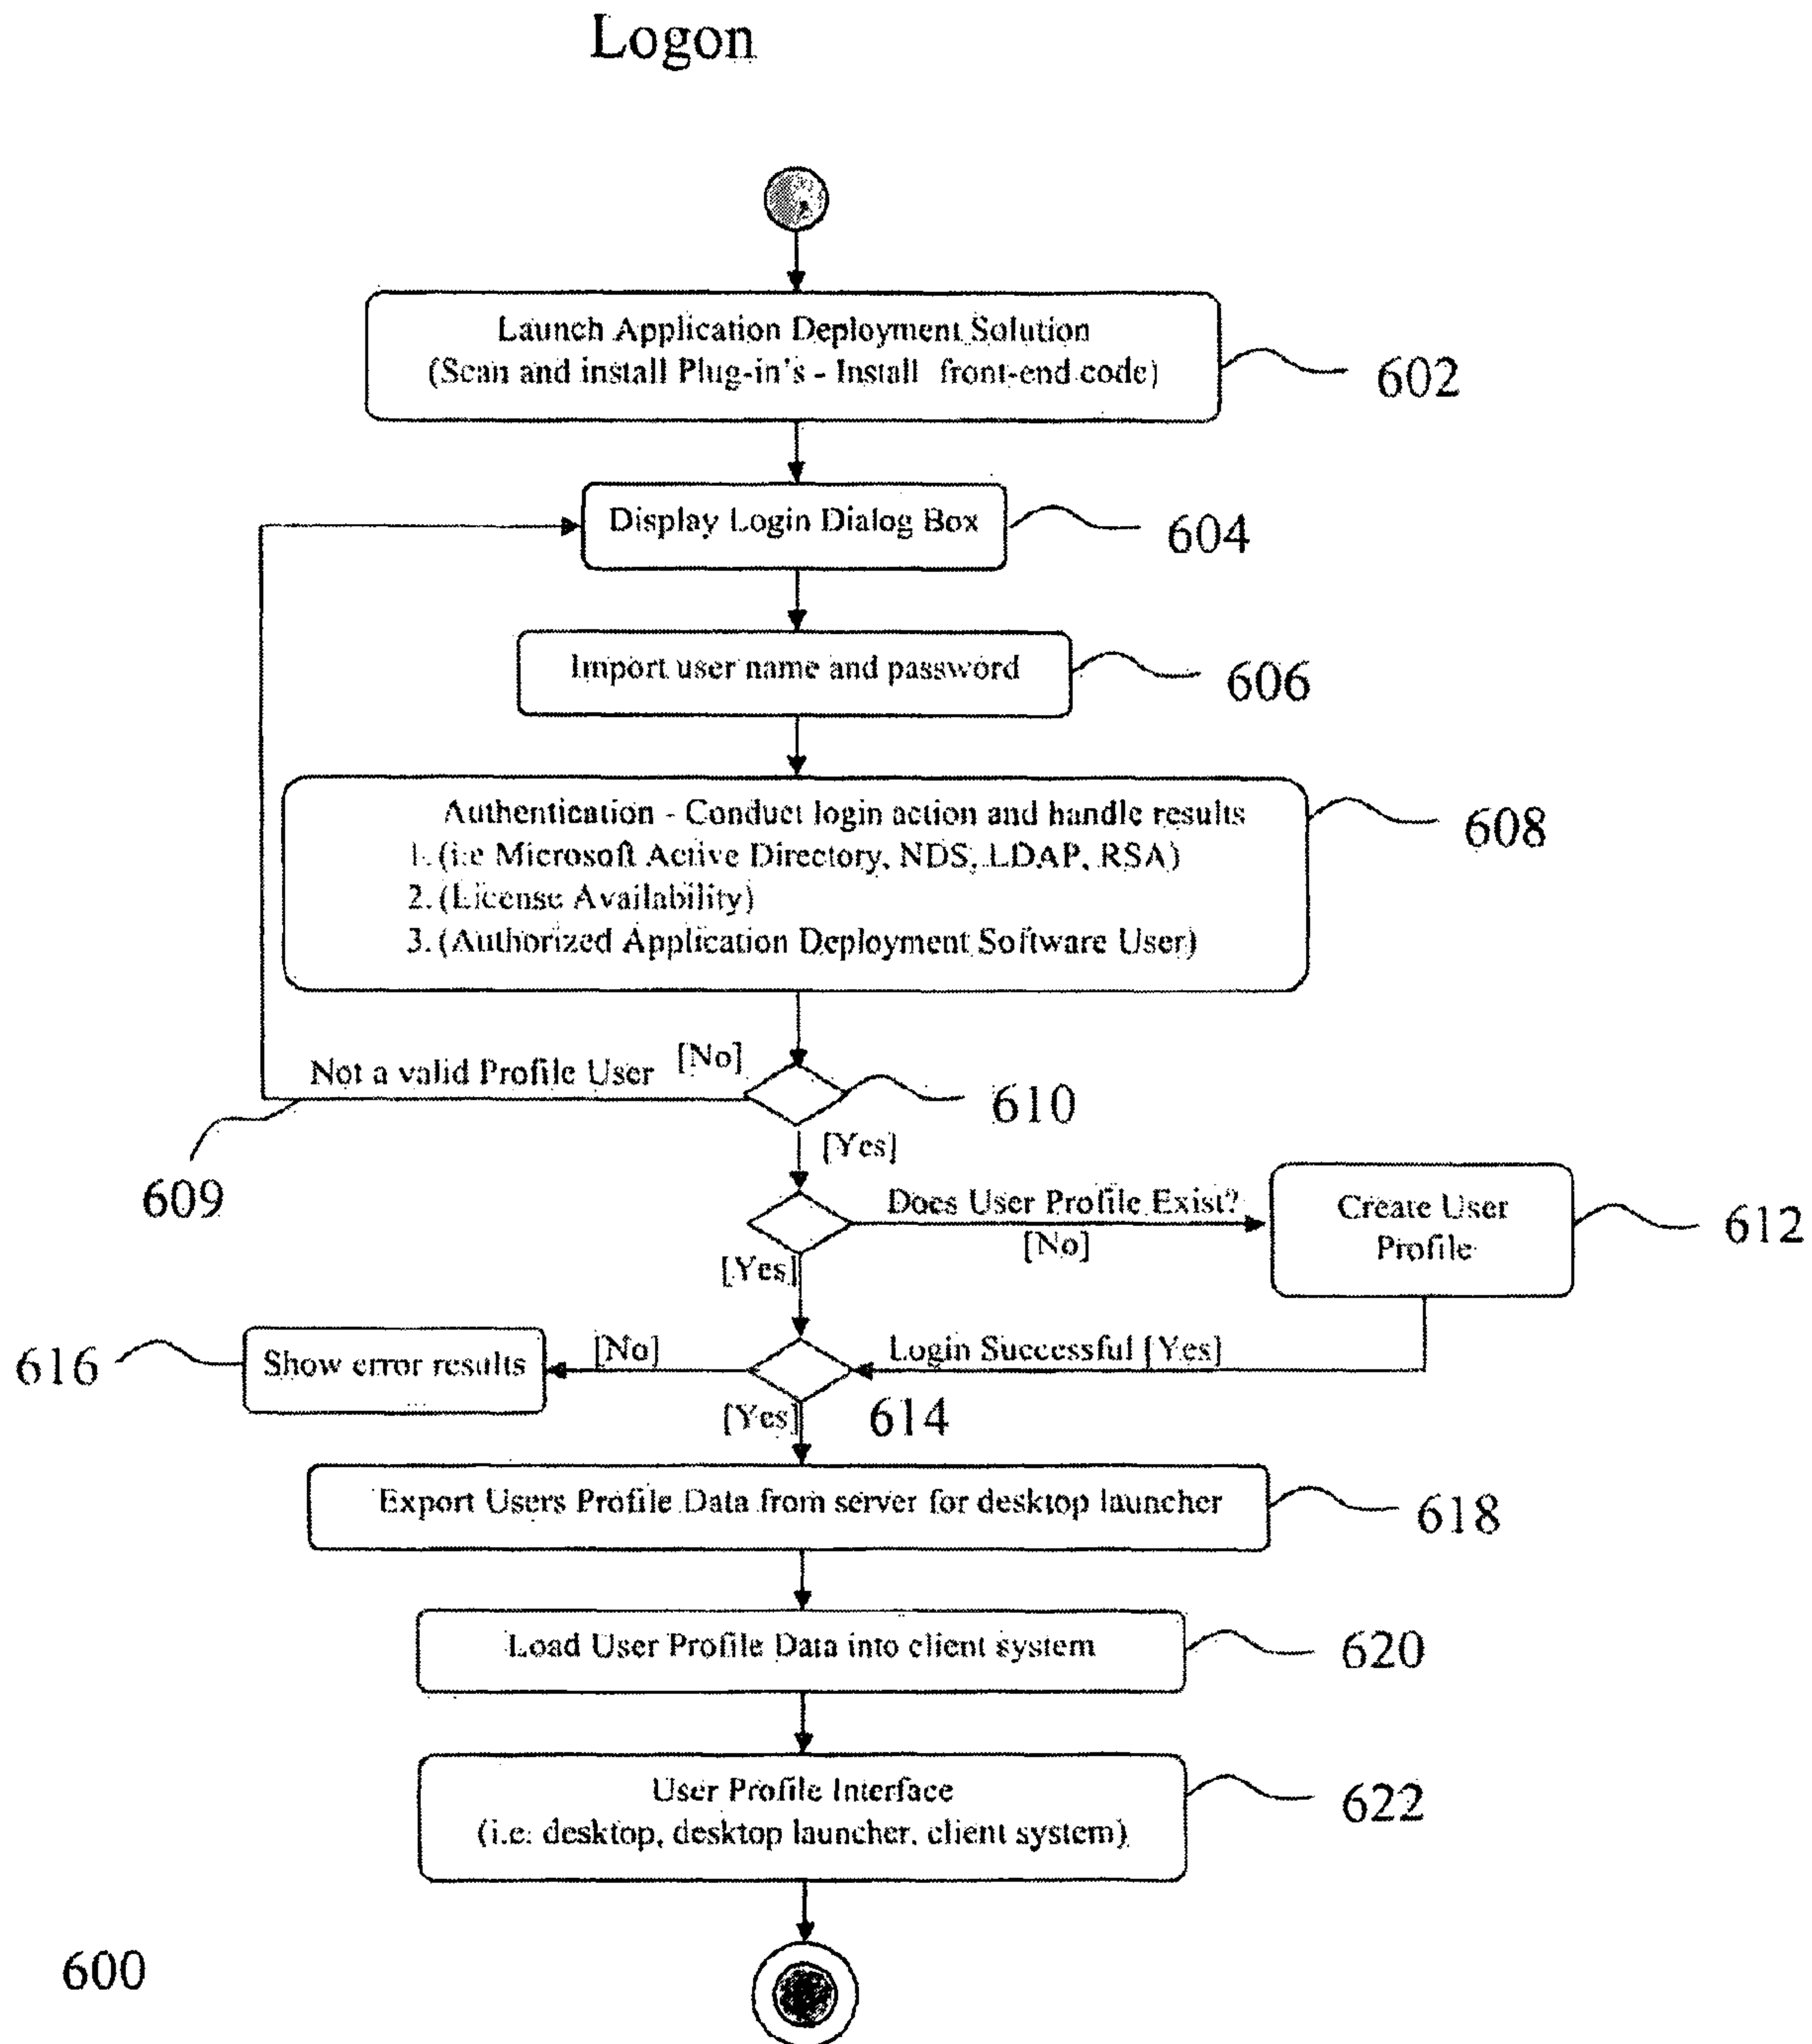 Logon
Launch Application Deployment Solution
(Scan and install Plug-in's - Install front-end code)
602
Display Login Dialog Box
604
Import user name and password
606
Authentication - Conduct login action and handle results
1. (i.e Microsoft Active Directory, NDS, LDAP, RSA)
2. (License Availability)
3. (Authorized Application Deployment Software User)
608
Not a valid Profile User
[No]
610
609
[Yes]
Does User Profile Exist?
[No]
Create User
Profile
612
[Yes]
616
Show error results
...
[No]
Login Successful [Yes]
[Yes]
614
Export Users Profile Data from server for desktop launcher
618
Load User Profile Data into client system
620
User Profile Interface
(i.e: desktop, desktop launcher, client system)
622
600